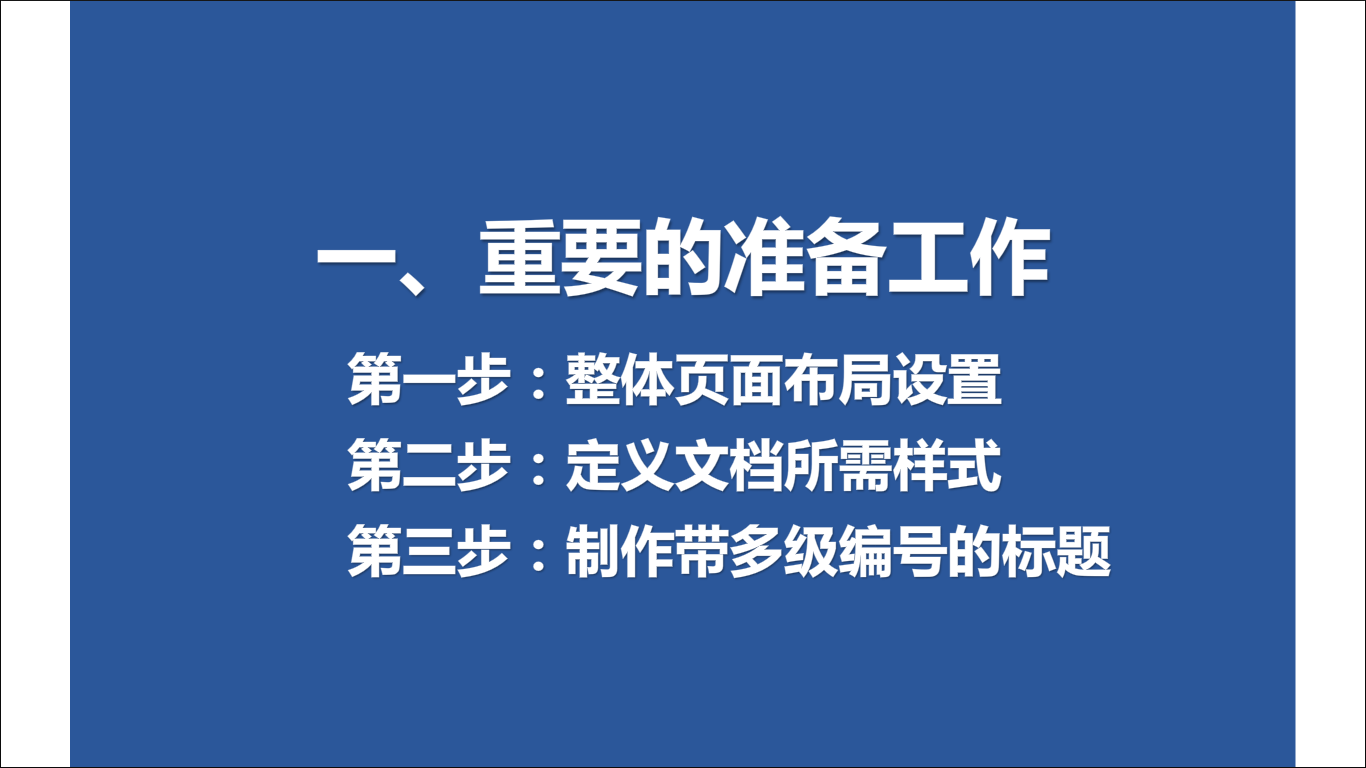 一、重要的准备工作
第一步：整体页面布局设置
第二步：定义文档所需样式
第三步：制作带多级编号的标题